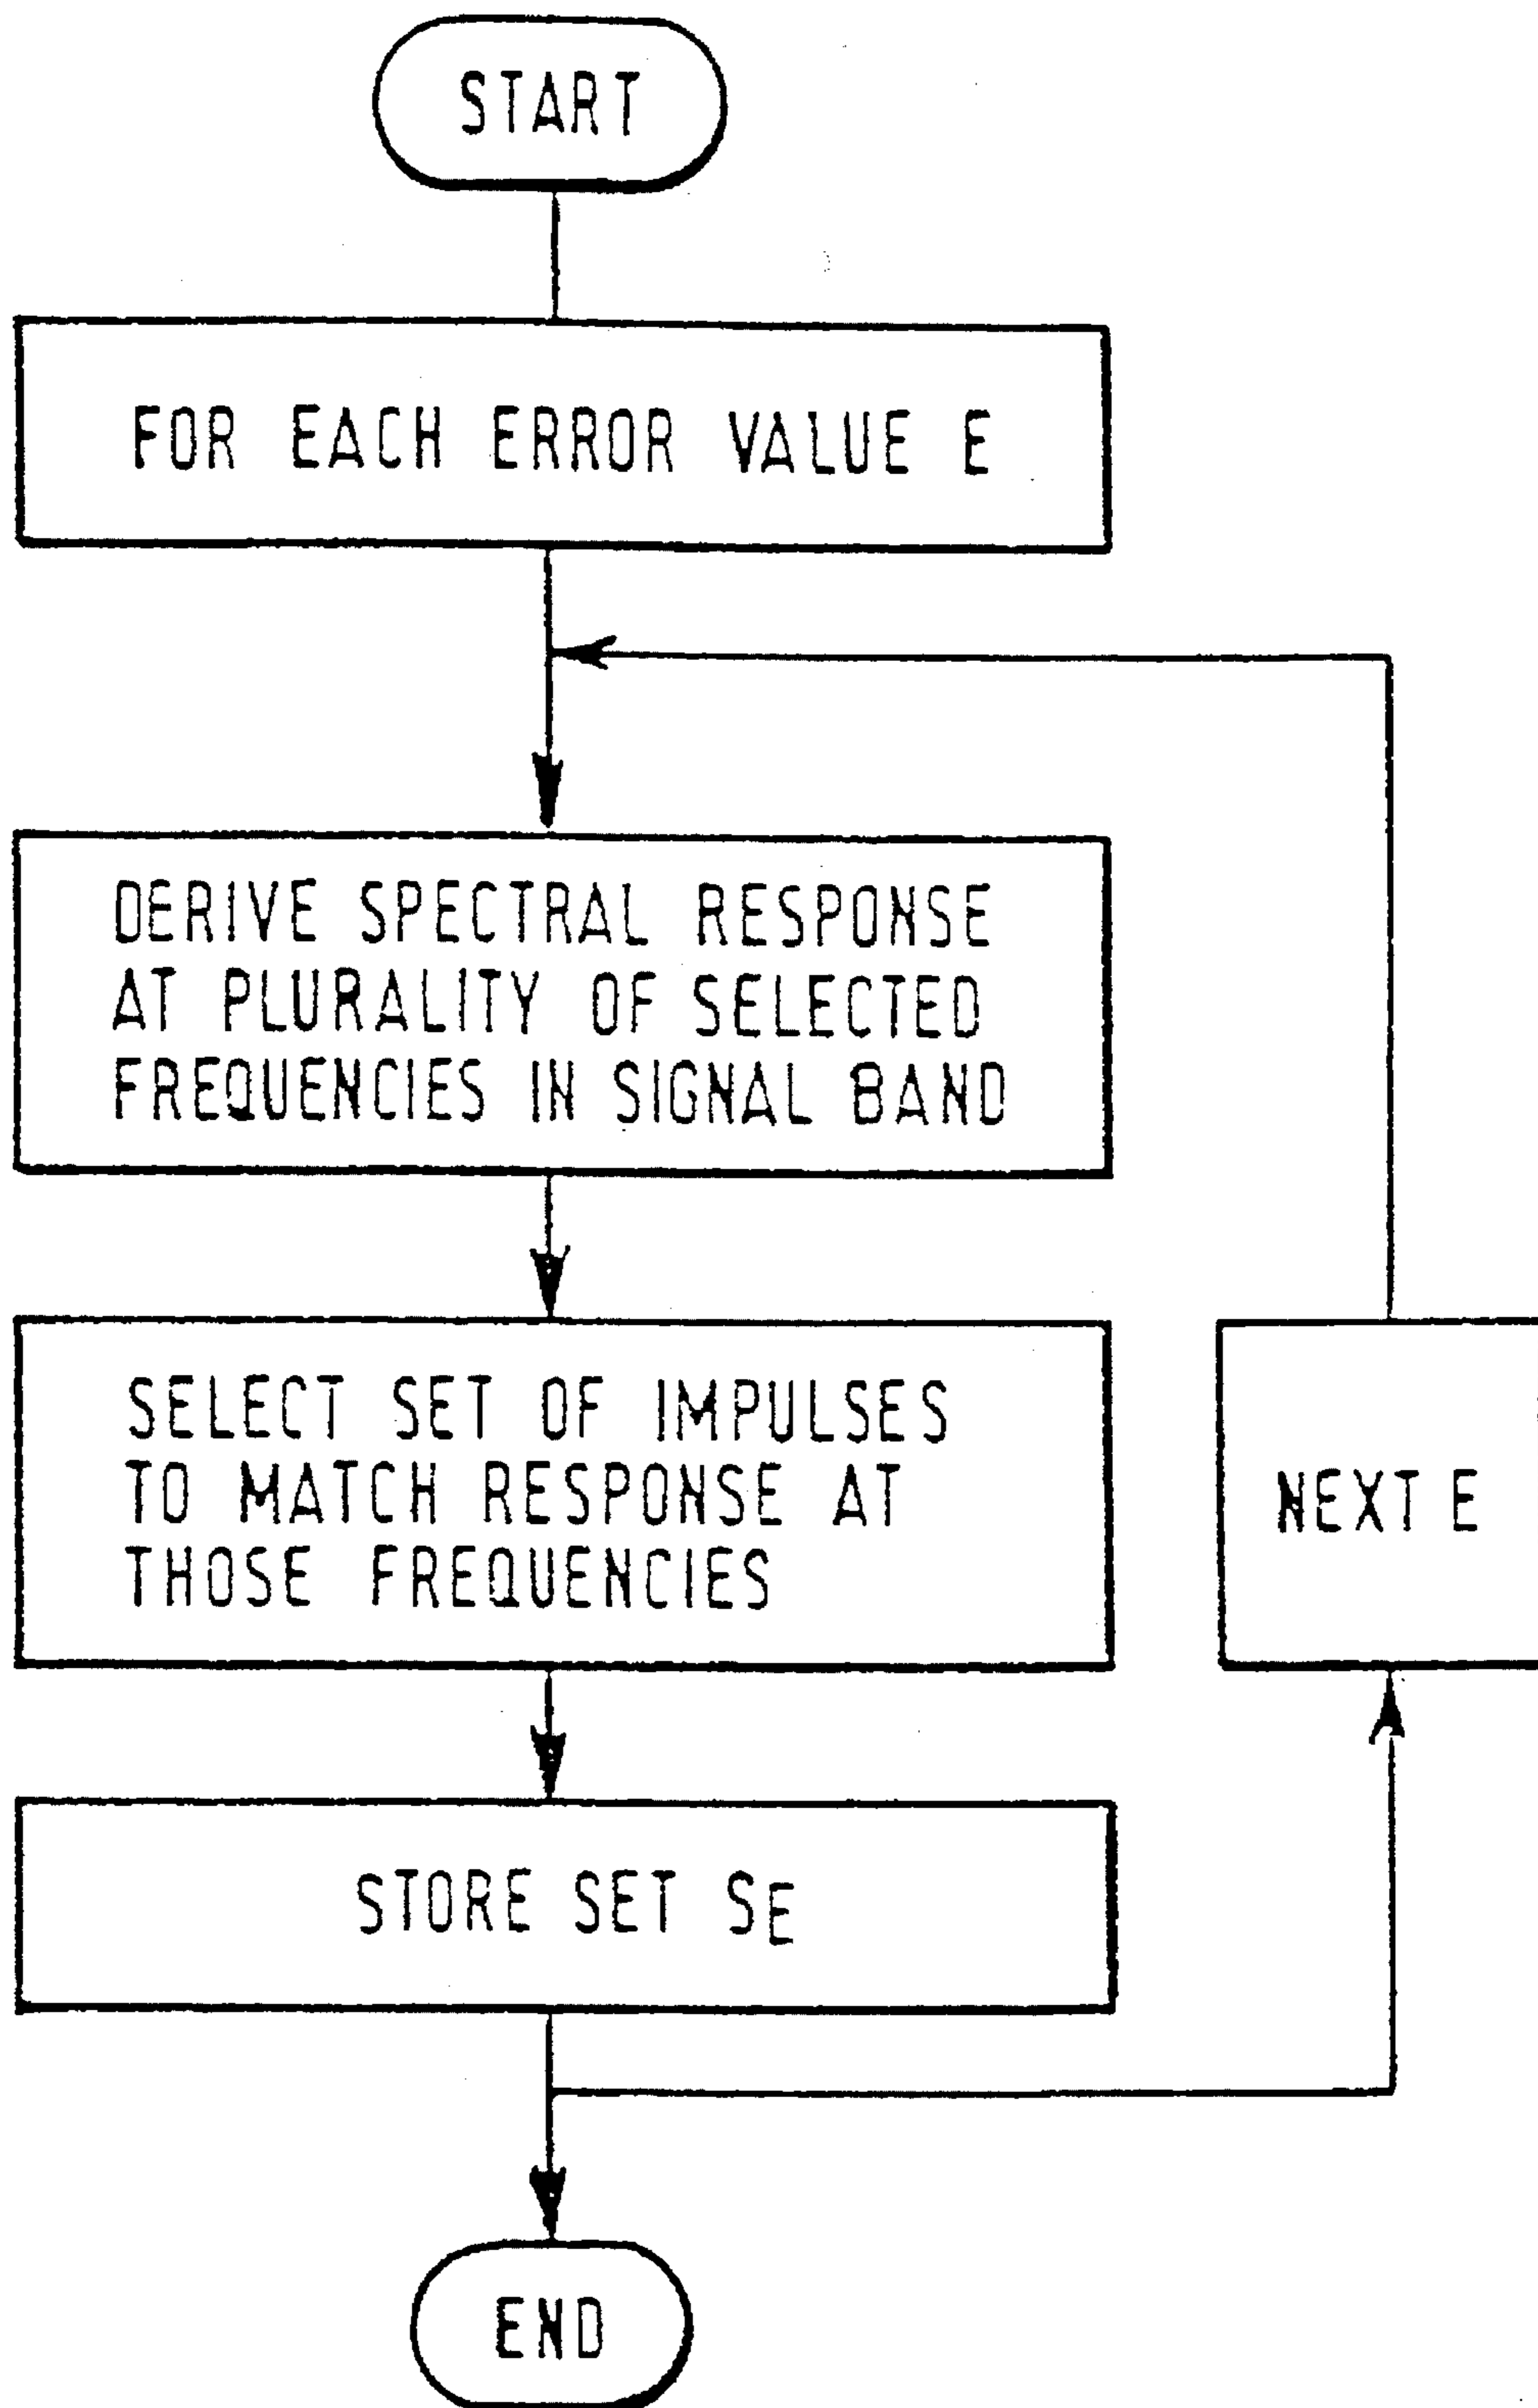 START
FOR EACH ERROR VALUE E
DERIVE SPECTRAL RESPONSE
AT PLURALITY OF SELECTED
FREQUENCIES IN SIGNAL BAND
SELECT SET OF IMPULSES
TO MATCH RESPONSE AT
THOSE FREQUENCIES
NEXT E
STORE SET SE
END